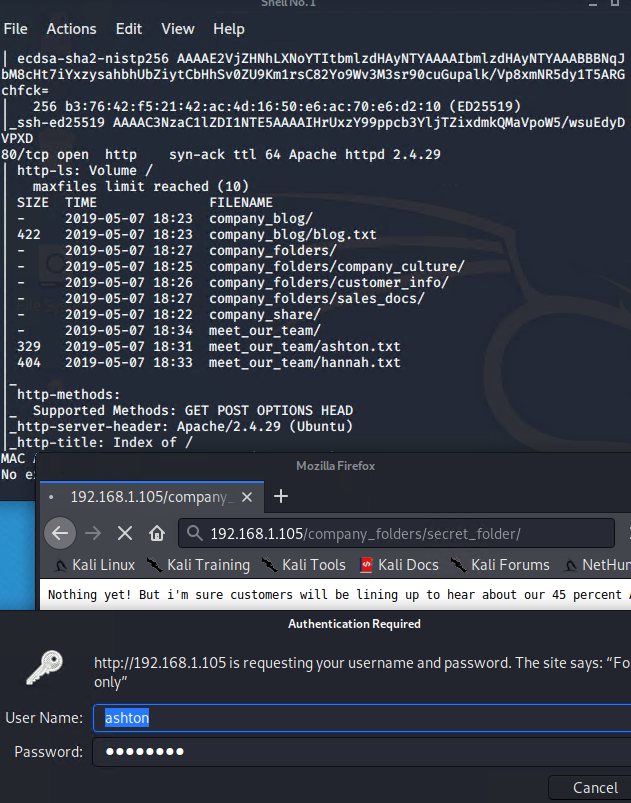 Shell No. 1
File Actions Edit View Help
| ecdsa-sha2-nistp256 AAAAE2VjZHNhLXNoYTItbmlzdHAyNTYAAAAIbmlzdHAyNTYAAABBBNqJ
bM8cHt7iYxzysahbhUbZiytCbHhSv0ZU9Km1rsC82Yo9Wv3M3sr90cuGupalk/Vp8xmNR5dy1T5ARG
chfck=
| 256 b3:76:42:f5:21:42:ac:4d:16:50:e6:ac:70:e6:d2:10 (ED25519)
|_ssh-ed25519 AAAAC3NzaC1lZDI1NTE5AAAAIHrUxzY99ppcb3YljTZixdmkQMaVpoW5/wsuEdyD
VPXD
80/tcp open http syn-ack ttl 64 Apache httpd 2.4.29
| http-ls: Volume /
| maxfiles limit reached (10)
| SIZE TIME FILENAME
| - 2019-05-07 18:23 company_blog/
| 422 2019-05-07 18:23 company_blog/blog.txt
| - 2019-05-07 18:27 company_folders/
| - 2019-05-07 18:25 company_folders/company_culture/
| - 2019-05-07 18:26 company_folders/customer_info/
| - 2019-05-07 18:27 company_folders/sales_docs/
| - 2019-05-07 18:22 company_share/
| - 2019-05-07 18:34 meet_our_team/
| 329 2019-05-07 18:31 meet_our_team/ashton.txt
| 404 2019-05-07 18:33 meet_our_team/hannah.txt
|_
| http-methods:
|_ Supported Methods: GET POST OPTIONS HEAD
|_http-server-header: Apache/2.4.29 (Ubuntu)
|_http-title: Index of /
MAC
No e
Mozilla Firefox
192.168.1.105/company_
192.168.1.105/company_folders/secret_folder/
Kali Linux Kali Training Kali Tools Kali Docs Kali Forums NetHun
Nothing yet! But i'm sure customers will be lining up to hear about our 45 percent
Authentication Required
http://192.168.1.105 is requesting your username and password. The site says: “Fo
only”
User Name: ashton
Password: ●●●●●●●●
Cancel